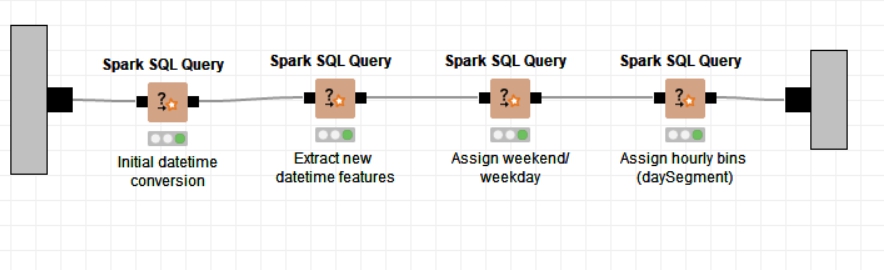 Spark SQL Query
Spark SQL Query
Spark SQL Query
Spark SQL Query
?
?
?
?
Initial datetime
conversion
Extract new
datetime features
Assign weekend/
weekday
Assign hourly bins
(daySegment)